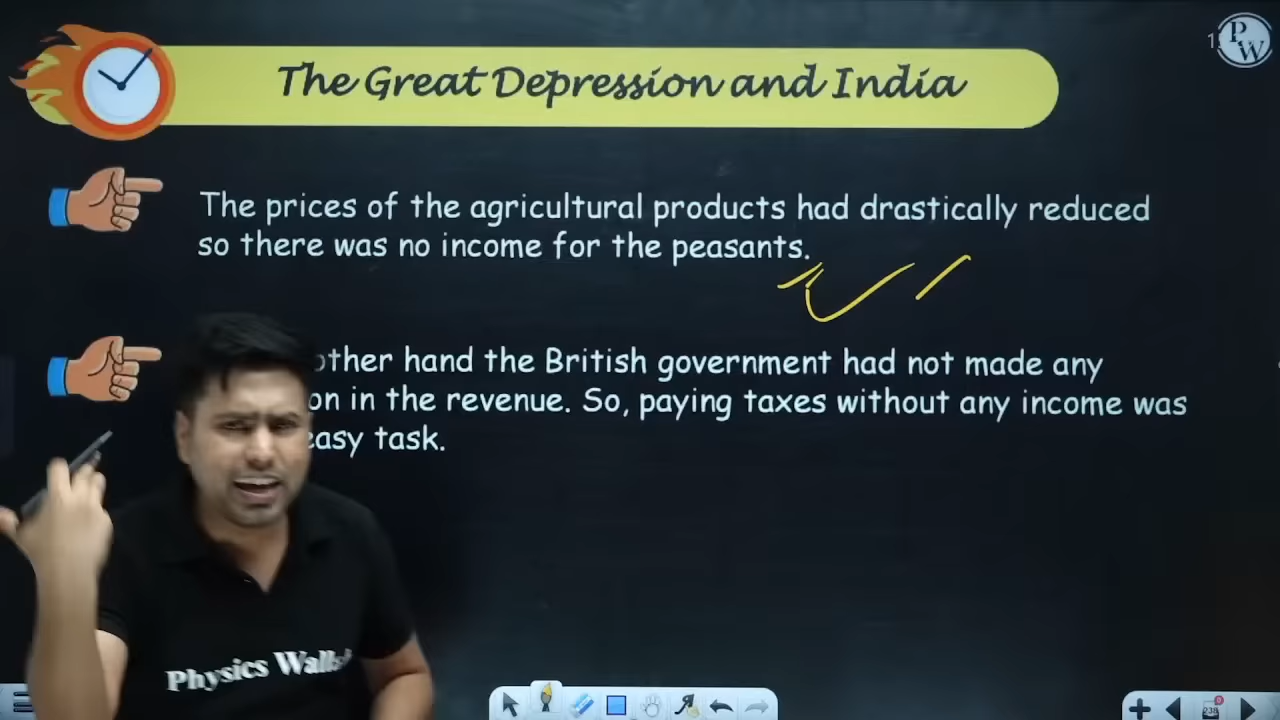 The Great Depression and India
PW
The prices of the agricultural products had drastically reduced
so there was no income for the peasants.
other hand the British government had not made any
on in the revenue. So, paying taxes without any income was
easy task.
Physics Walla
238